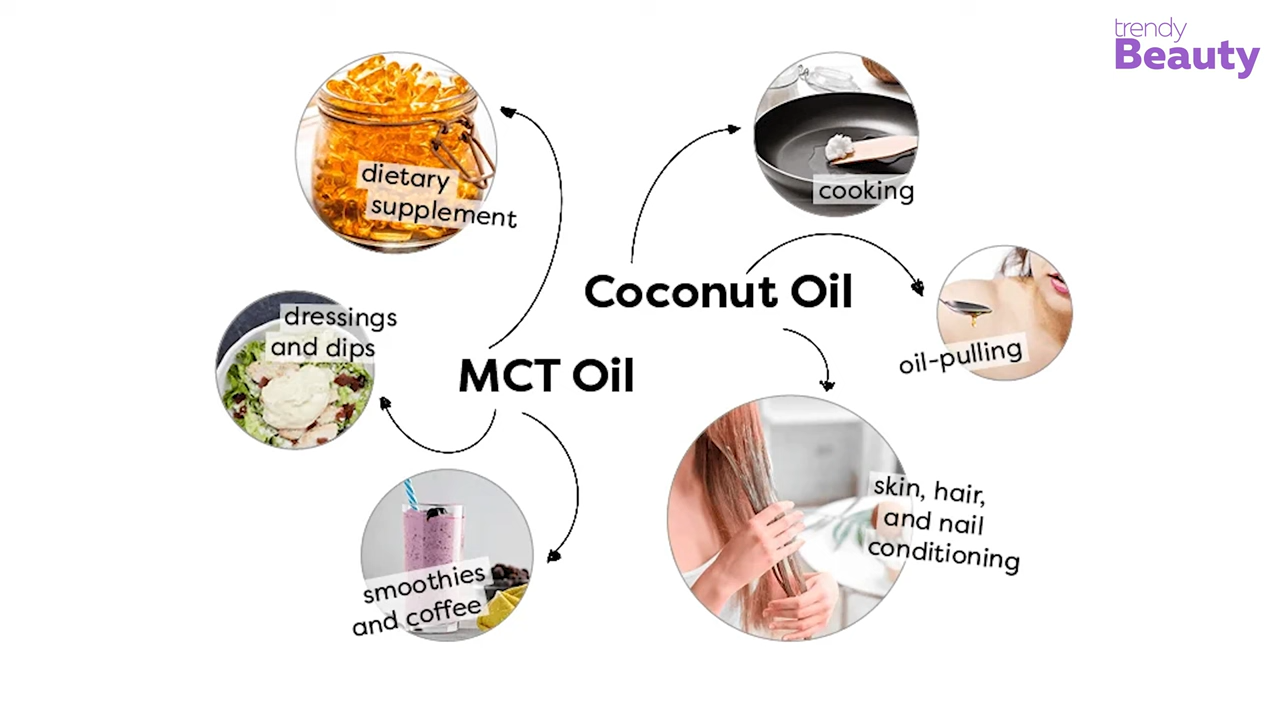 trendy
Beauty
dietary
supplement
cooking
Coconut Oil
dressings
and dips
oil-pulling
MCT Oil
skin, hair,
and nail
conditioning
smoothies
and coffee